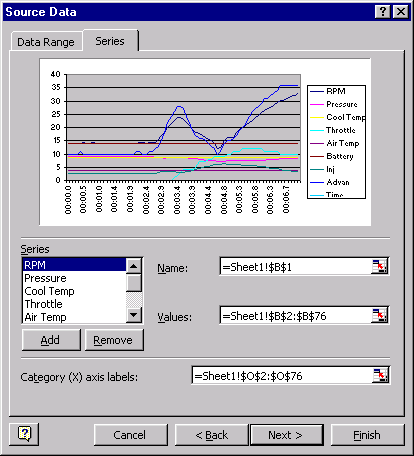 Source Data
Data Range
Series
40
35
30
25
20
15
10
5
0
00:00.0
00:00.5
00:01.0
00:01.4
00:01.9
00:02.4
00:02.9
00:03.4
00:03.9
00:04.4
00:04.8
00:05.3
00:05.8
00:06.3
00:06.7
RPM
Pressure
Cool Temp
Throttle
Air Temp
Battery
Inj
Advan
Time
Series
RPM
Pressure
Cool Temp
Throttle
Air Temp
Add
Remove
Name:
=Sheet1!$B$1
Values:
=Sheet1!$B$2:$B$76
Category (X) axis labels:
=Sheet1!$O$2:$O$76
Cancel
< Back
Next >
Finish